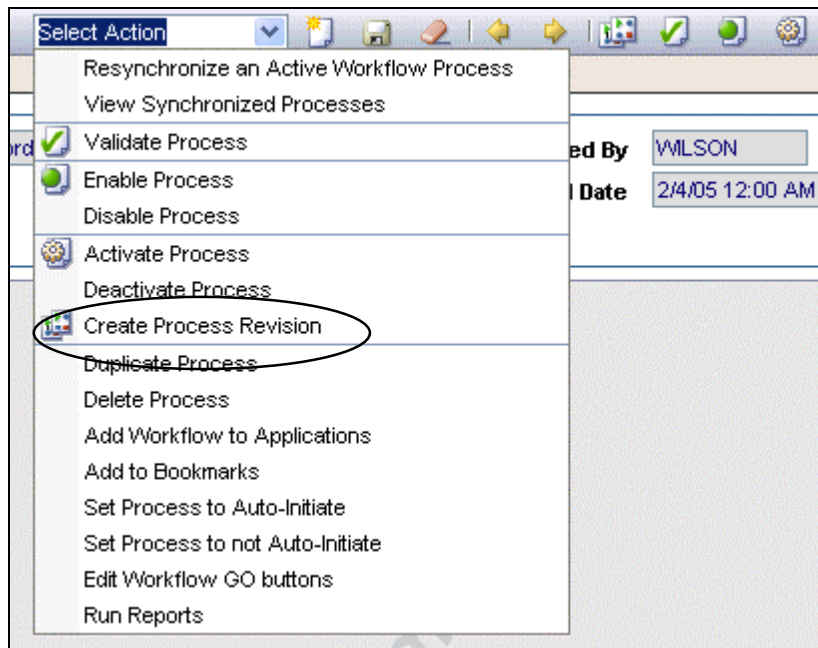 Select Action
Resynchronize an Active Workflow Process
View Synchronized Processes
Validate Process
ed By WILSON
Enable Process
Date 2/4/05 12:00 AM
Disable Process
Activate Process
Deactivate Process
Create Process Revision
Duplicate Process
Delete Process
Add Workflow to Applications
Add to Bookmarks
Set Process to Auto-Initiate
Set Process to not Auto-Initiate
Edit Workflow GO buttons
Run Reports